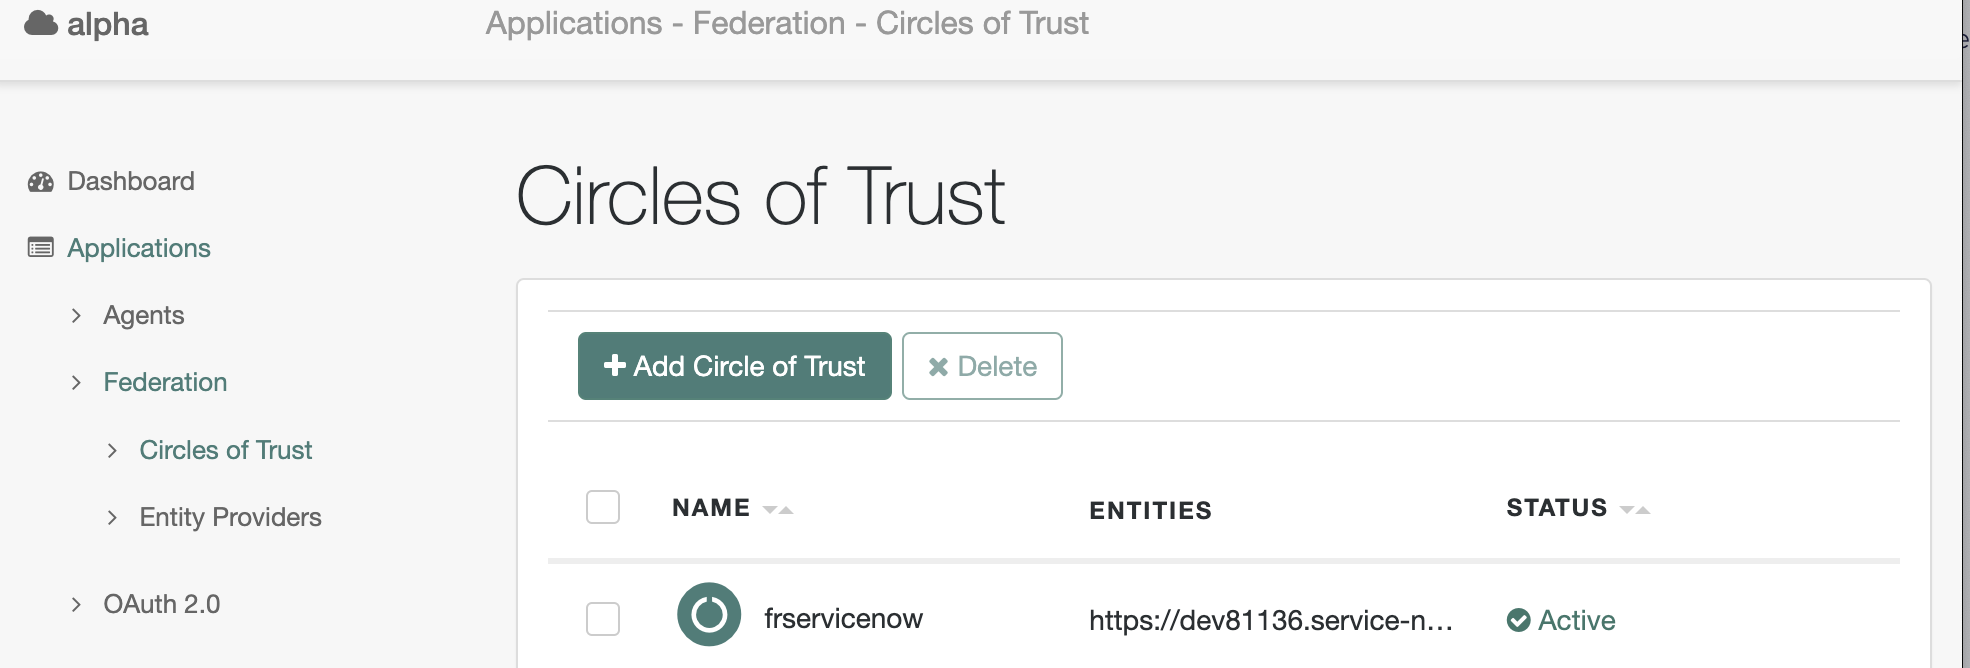 alpha
Applications - Federation - Circles of Trust
Dashboard
Applications
Agents
Federation
Circles of Trust
Entity Providers
OAuth 2.0
Circles of Trust
Add Circle of Trust
Delete
NAME ENTITIES STATUS
frservicenow https://dev81136.service-n... Active